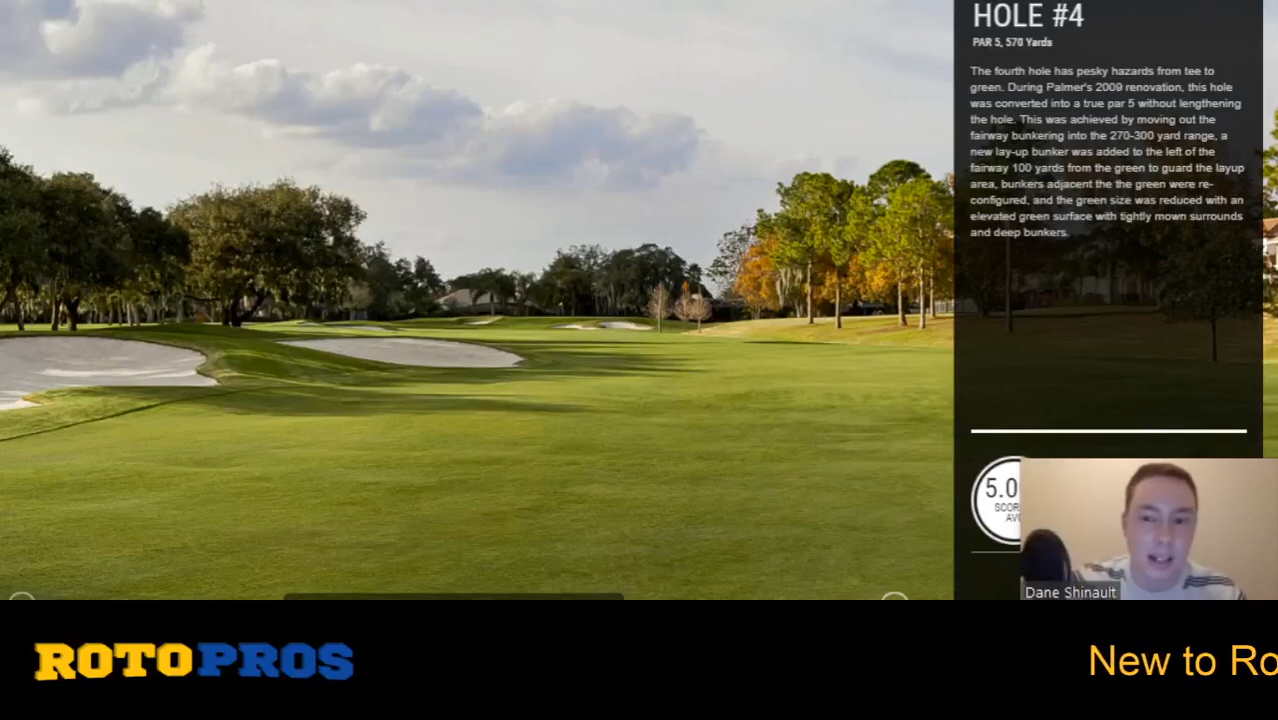 HOLE #4
PAR 5, 570 Yards
The fourth hole has pesky hazards from tee to
green. During Palmer's 2009 renovation, this hole
was converted into a true par 5 without lengthening
the hole. This was achieved by moving out the
fairway bunkering into the 270-300 yard range, a
new lay-up bunker was added to the left of the
fairway 100 yards from the green to guard the layup
area, bunkers adjacent the the green were re-
configured, and the green size was reduced with an
elevated green surface with tightly mown surrounds
and deep bunkers.
5.0
Dane Shinault
ROTOPROS
New to